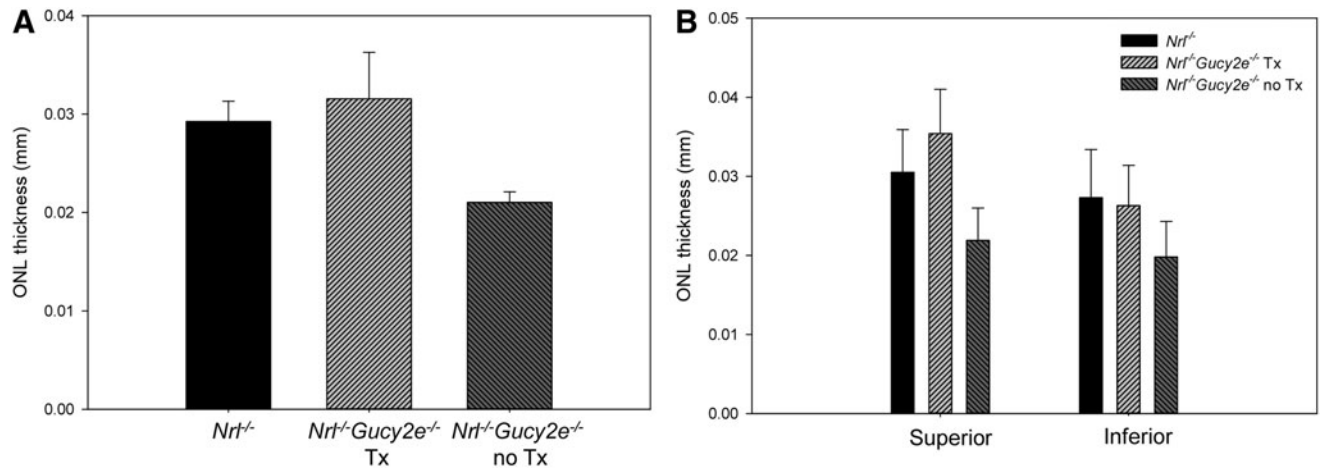 A
0.04
0.03
0.02
0.01
0.00
ONL thickness (mm)
Nrl-/-
Nrl-/-Gucy2e-/-
Tx
Nrl-/-Gucy2e-/-
no Tx
B
0.05
0.04
0.03
0.02
0.01
0.00
ONL thickness (mm)
Nrl-/-
Nrl-/-Gucy2e-/- Tx
Nrl-/-Gucy2e-/- no Tx
Superior
Inferior